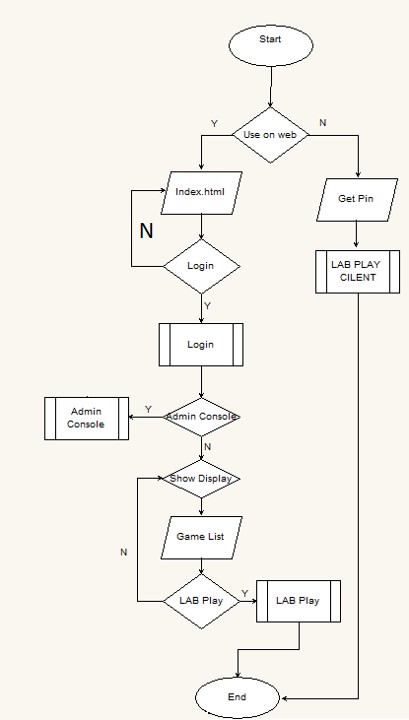 Start
Use on web
Y
N
Index.html
Get Pin
N
Login
LAB PLAY
CILENT
Y
Login
Admin Console
Y
Admin
Console
N
Show Display
Game List
N
LAB Play
Y
LAB Play
End